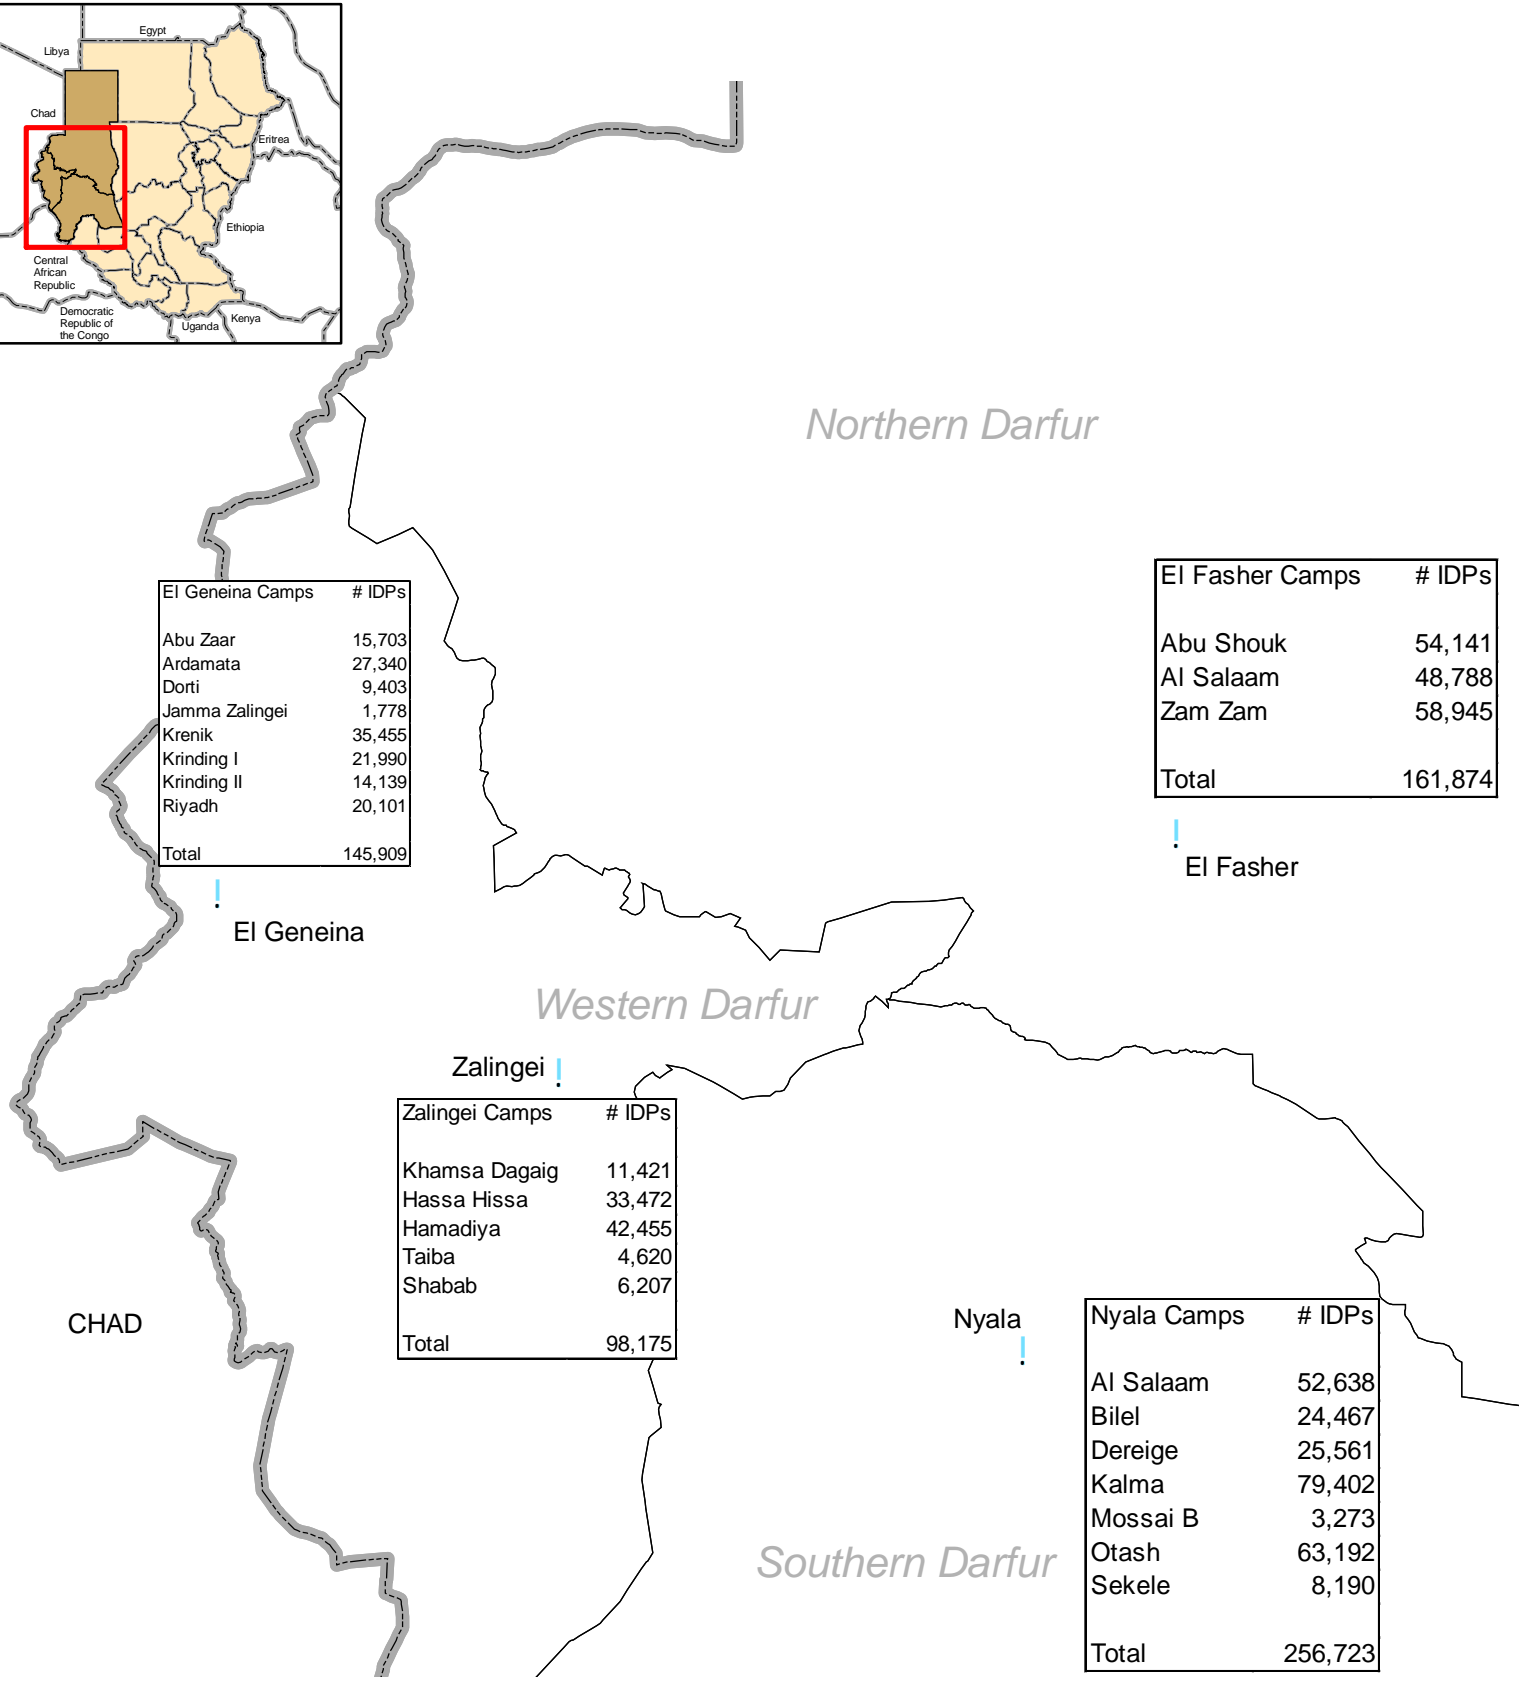 Egypt
Libya
Chad
Eritrea
Ethiopia
Central
African
Republic
Democratic
Republic of
the Congo
Uganda
Kenya
Northern Darfur
El Fasher Camps # IDPs
Abu Shouk 54,141
Al Salaam 48,788
Zam Zam 58,945
Total 161,874
El Fasher
El Geneina Camps # IDPs
Abu Zaar 15,703
Ardamata 27,340
Dorti 9,403
Jamma Zalingei 1,778
Krenik 35,455
Krinding I 21,990
Krinding II 14,139
Riyadh 20,101
Total 145,909
El Geneina
Western Darfur
Zalingei
Zalingei Camps # IDPs
Khamsa Dagaig 11,421
Hassa Hissa 33,472
Hamadiya 42,455
Taiba 4,620
Shabab 6,207
Total 98,175
CHAD
Nyala
Nyala Camps # IDPs
Al Salaam 52,638
Bilel 24,467
Dereige 25,561
Kalma 79,402
Mossai B 3,273
Otash 63,192
Sekele 8,190
Total 256,723
Southern Darfur